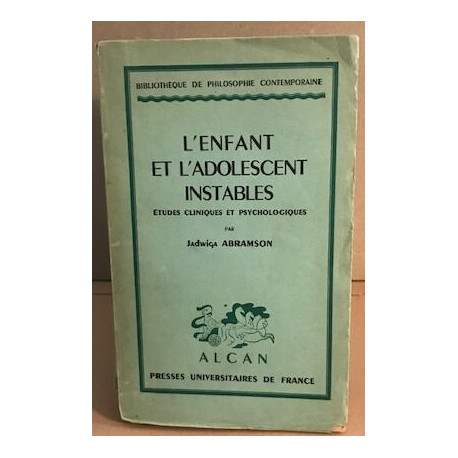 BIBLIOTHÈQUE DE PHILOSOPHIE CONTEMPORAINE
L'ENFANT
ET L'ADOLESCENT
INSTABLES
ÉTUDES CLINIQUES ET PSYCHOLOGIQUES
PAR
Jadwiga ABRAMSON
ALCAN
PRESSES UNIVERSITAIRES DE FRANCE